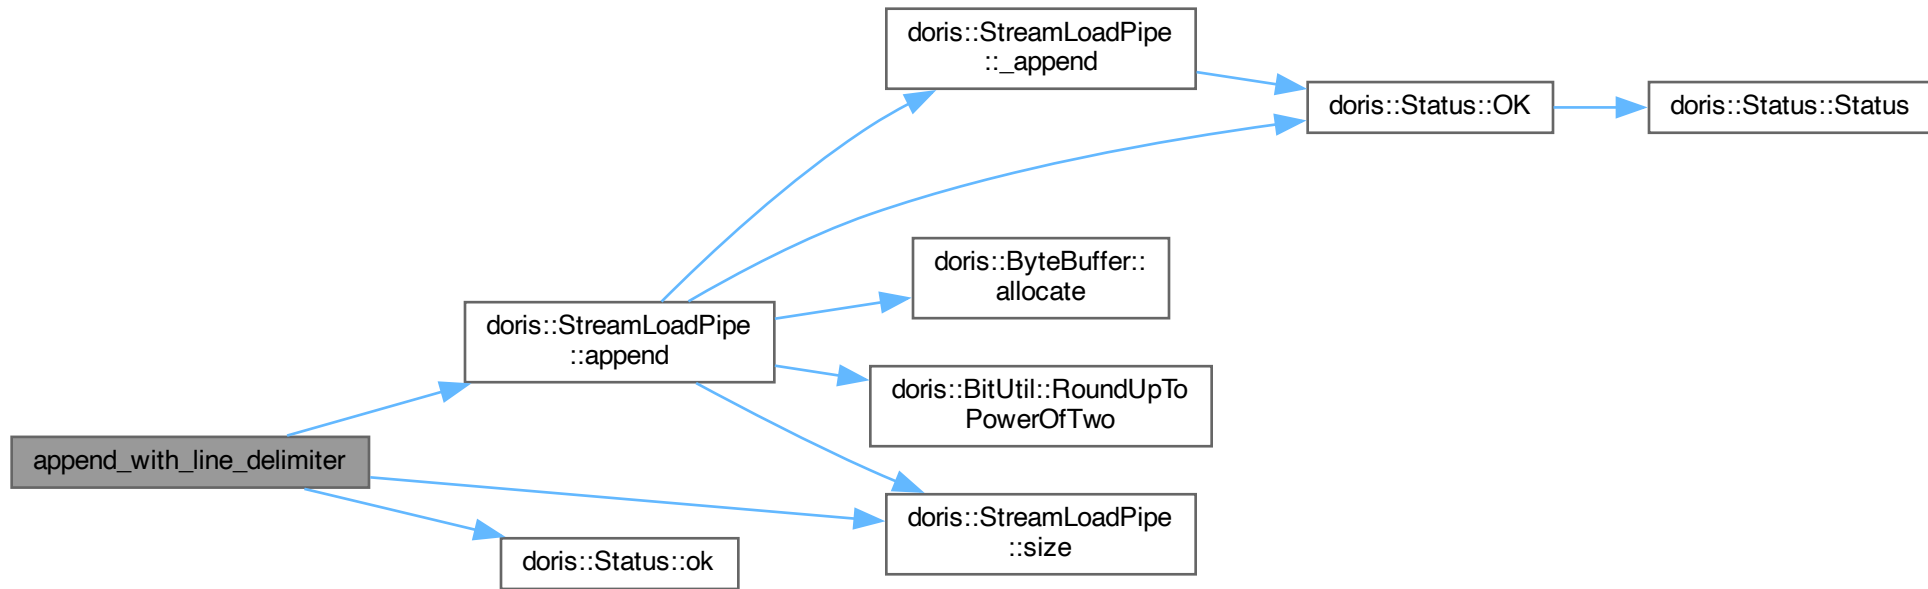 append_with_line_delimiter
doris::StreamLoadPipe
::append
doris::Status::ok
doris::StreamLoadPipe
::_append
doris::ByteBuffer::
allocate
doris::BitUtil::RoundUpTo
PowerOfTwo
doris::StreamLoadPipe
::size
doris::Status::OK
doris::Status::Status